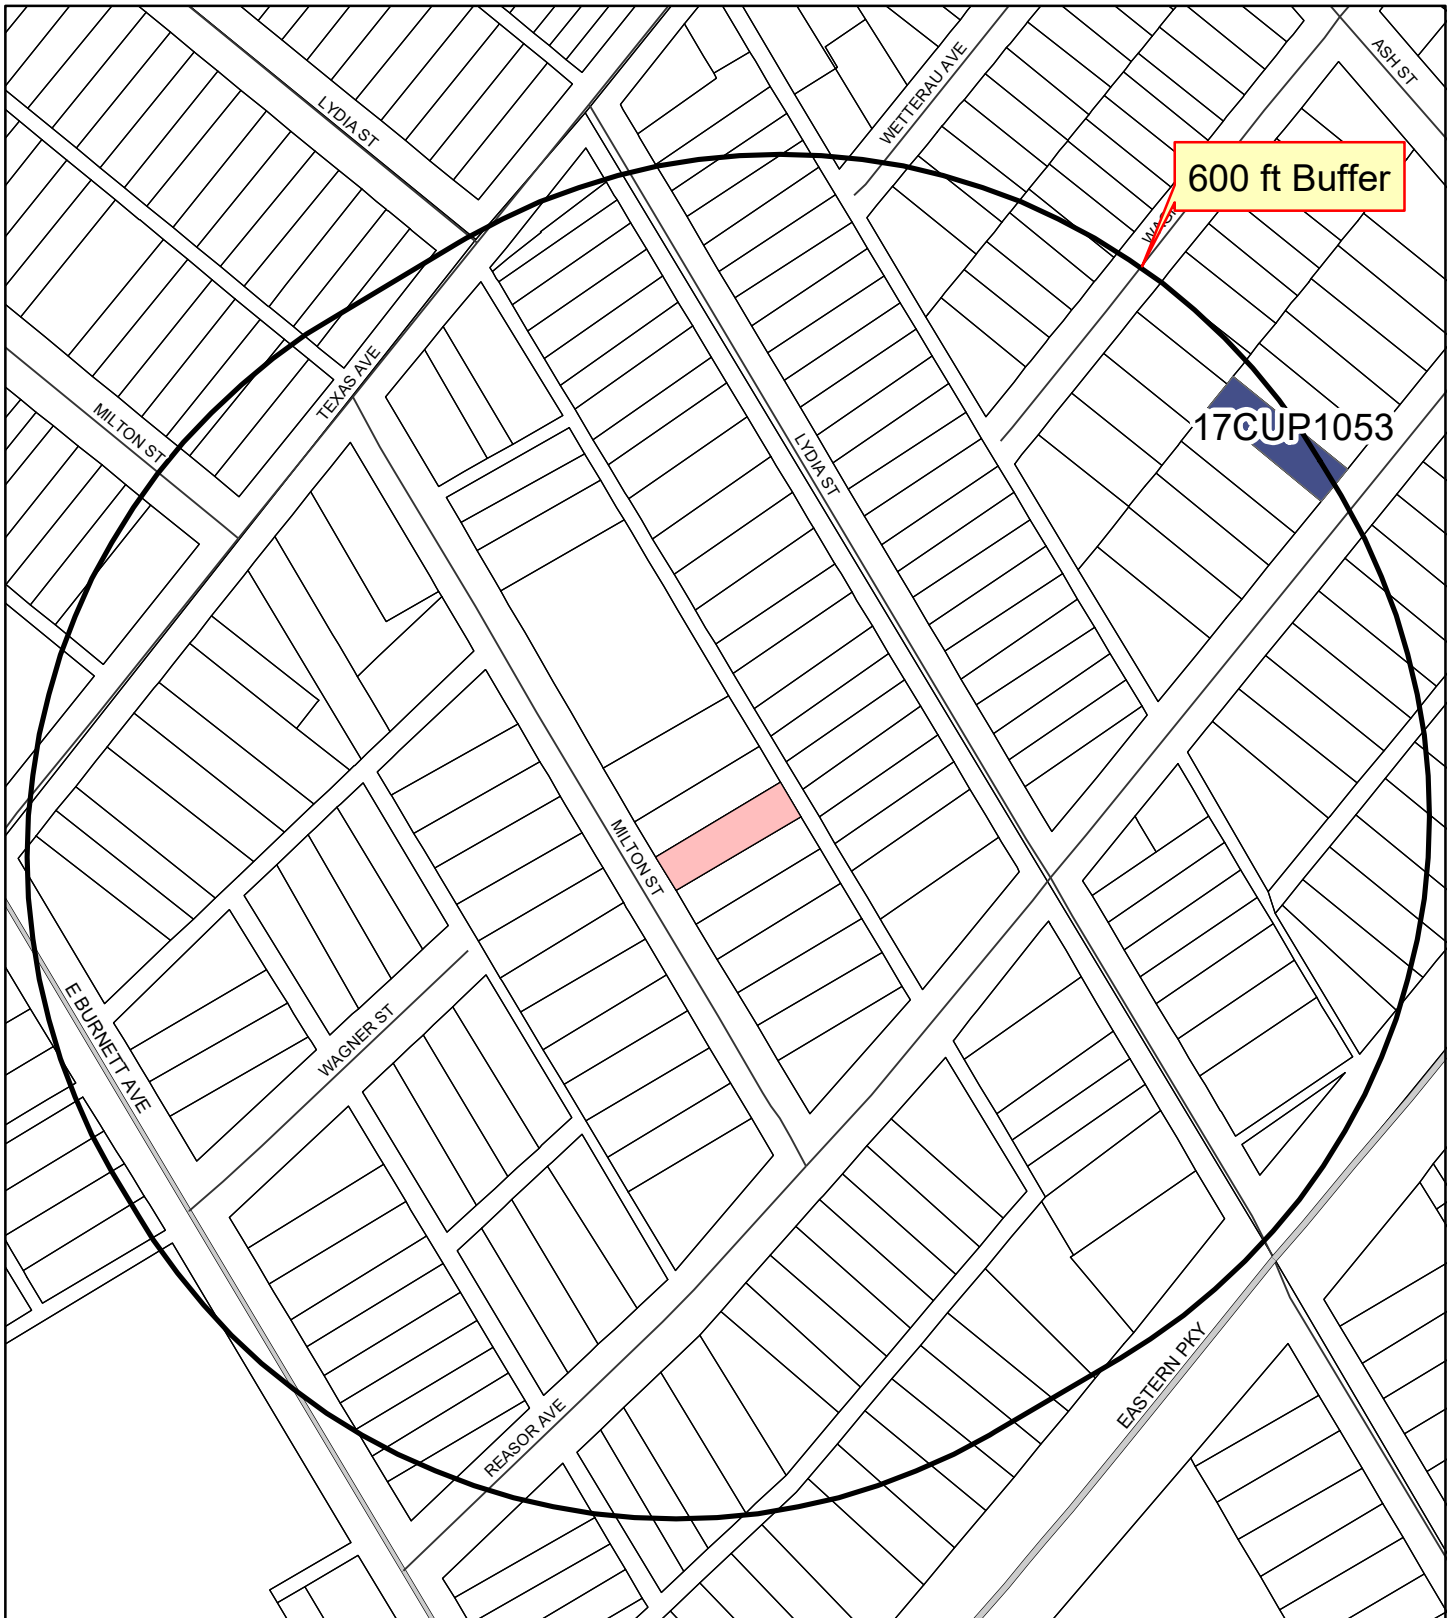 ASH ST
WETTERAU AVE
LYDIA ST
600 ft Buffer
TEXAS AVE
17CUP1053
MILTON ST
LYDIA ST
MILTON ST
E BURNETT AVE
WAGNER ST
EASTERN PKY
REASOR AVE